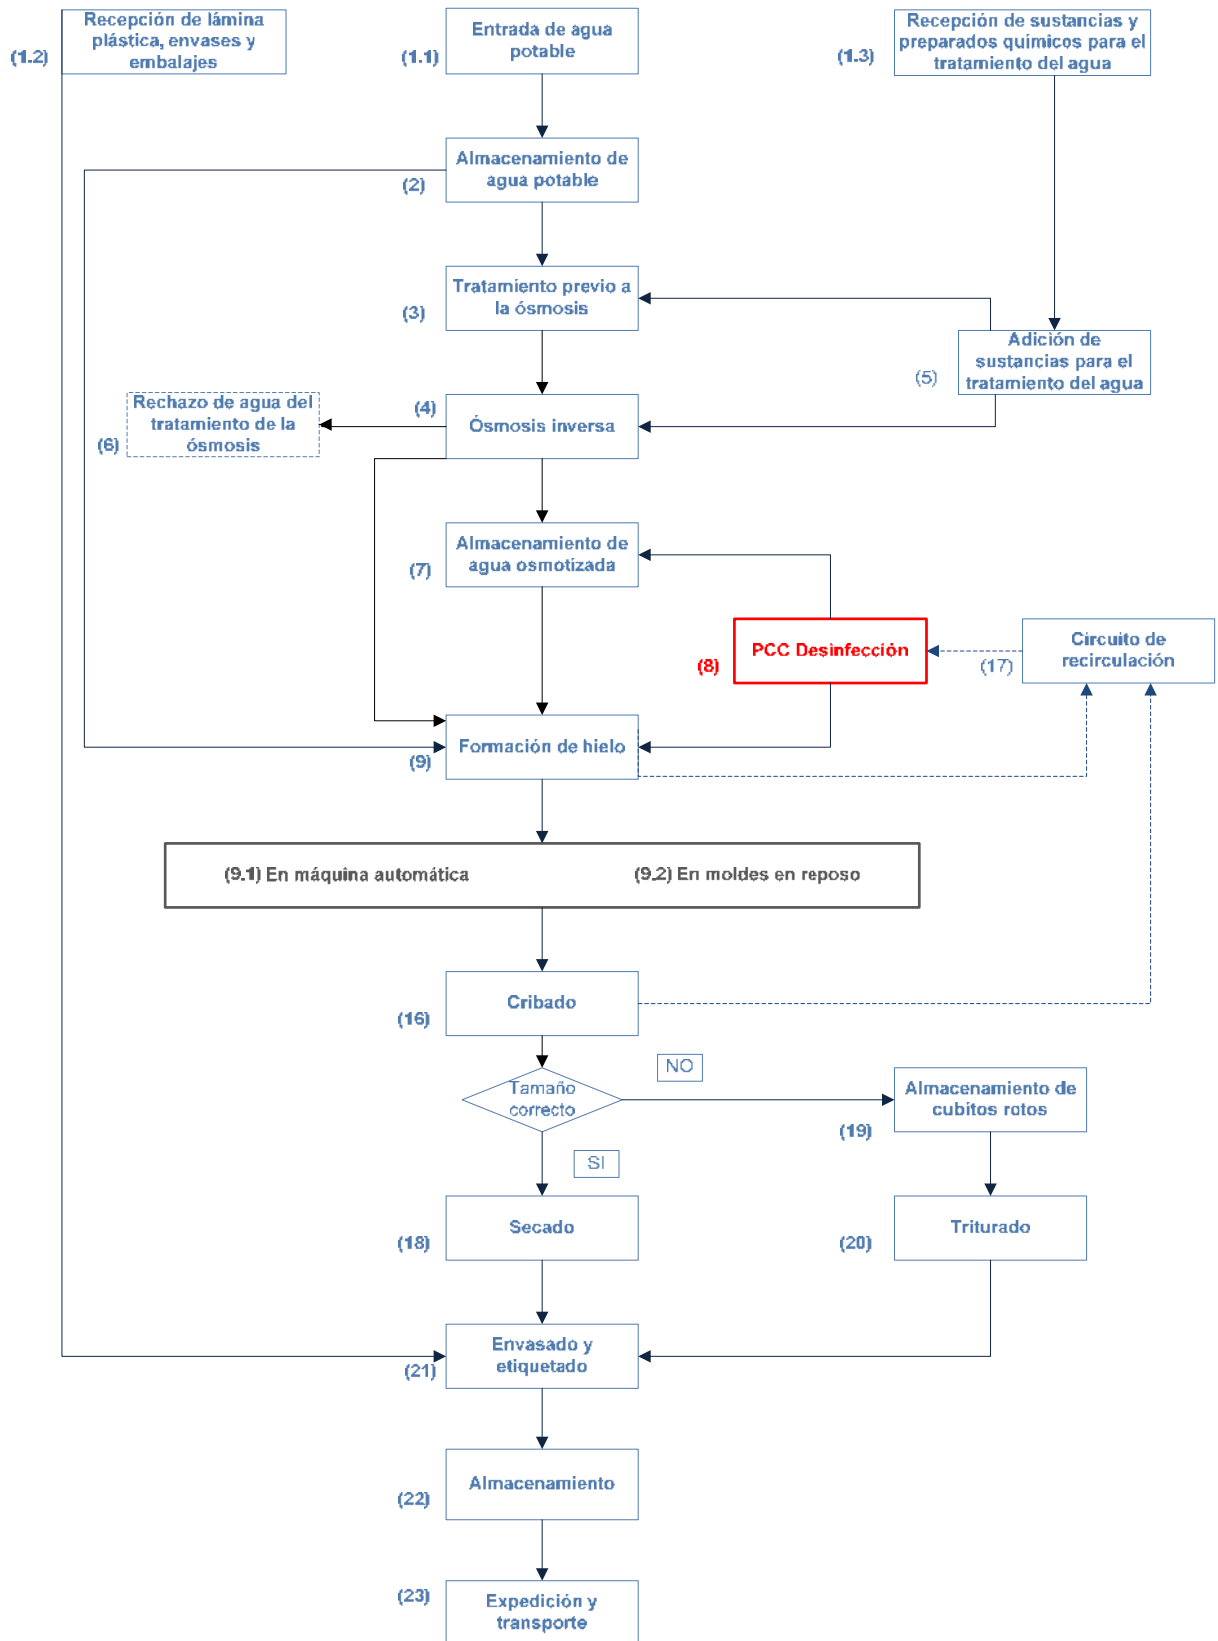 Recepción de lámina
plástica, envases y
embalajes
(1.2)
Entrada de agua
potable
(1.1)
Recepción de sustancias y
preparados químicos para el
tratamiento del agua
(1.3)
Almacenamiento de
agua potable
(2)
Tratamiento previo a
la ósmosis
(3)
Adición de
sustancias para el
tratamiento del agua
(5)
Rechazo de agua del
tratamiento de la
ósmosis
(6)
(4)
Ósmosis inversa
Almacenamiento de
agua osmotizada
(7)
PCC Desinfección
(8)
Circuito de
recirculación
(17)
Formación de hielo
(9)
(9.1) En máquina automática
(9.2) En moldes en reposo
Cribado
(16)
Tamaño
correcto
NO
SI
Almacenamiento de
cubitos rotos
(19)
Secado
(18)
Triturado
(20)
Envasado y
etiquetado
(21)
Almacenamiento
(22)
Expedición y
transporte
(23)